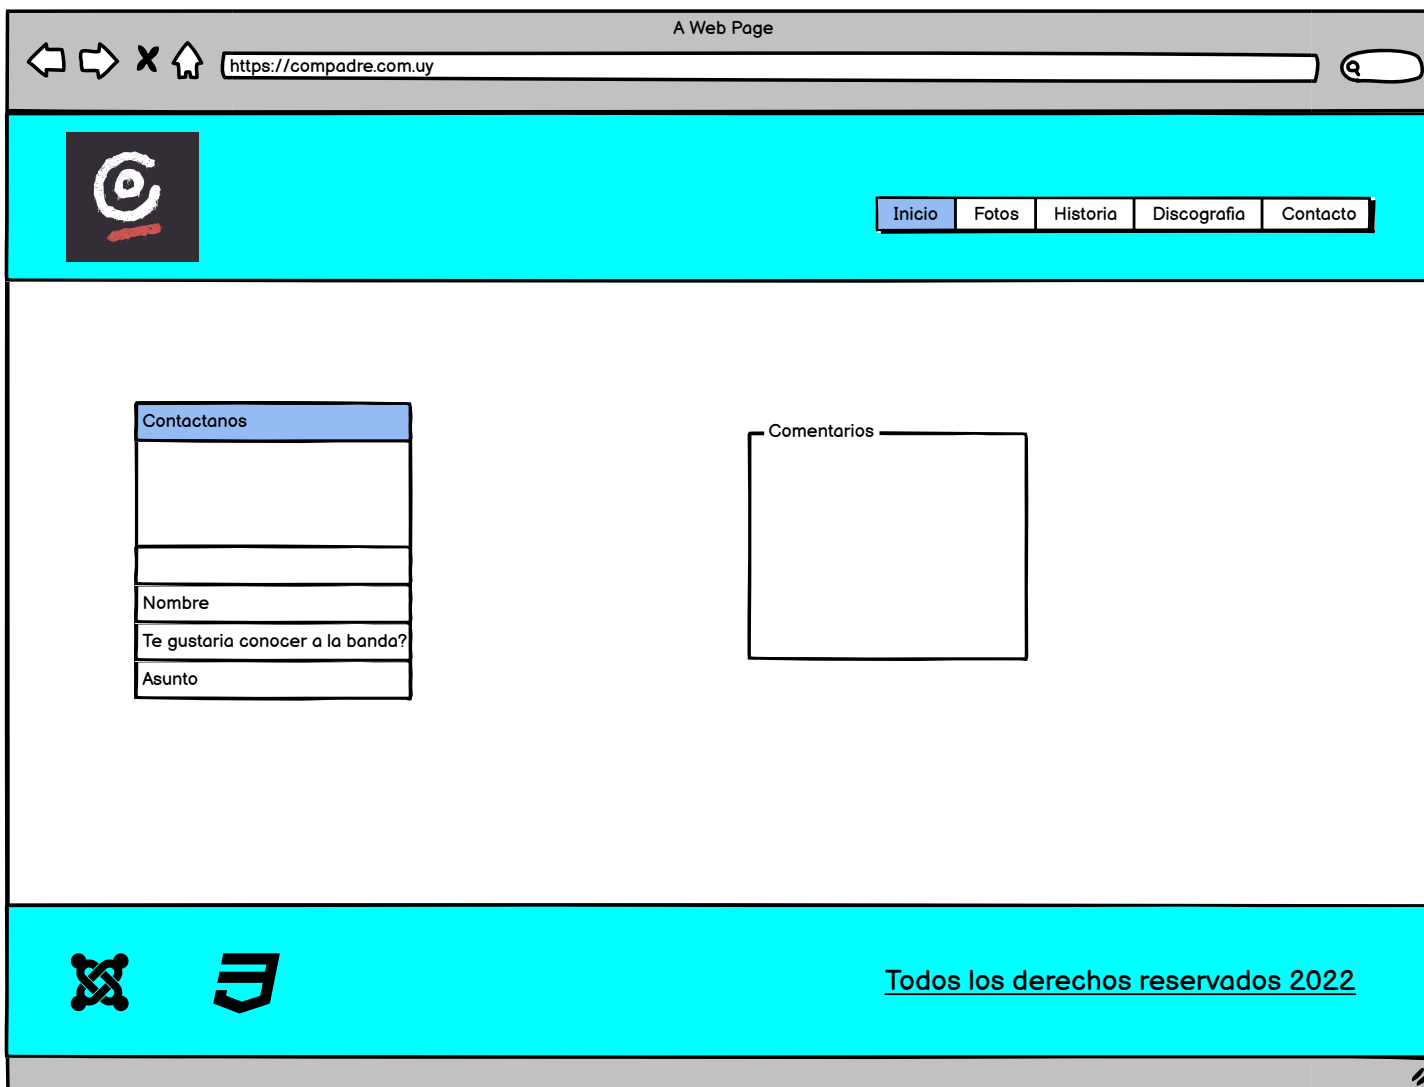 A Web Page
https://compadre.com.uy
Inicio Fotos Historia Discografia Contacto
Contactanos
Comentarios
Nombre
Te gustaria conocer a la banda?
Asunto
Todos los derechos reservados 2022